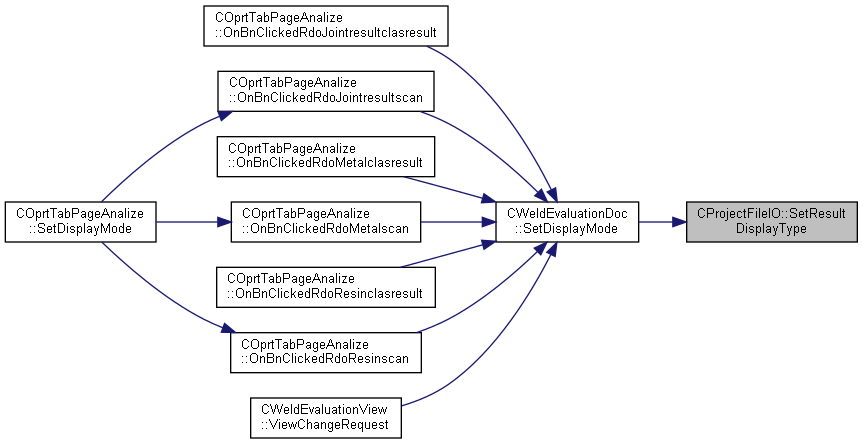 COprtTabPageAnalize
::OnBnClickedRdoJointresultclasresult
COprtTabPageAnalize
::OnBnClickedRdoJointresultscan
COprtTabPageAnalize
::OnBnClickedRdoMetalclasresult
COprtTabPageAnalize
::SetDisplayMode
COprtTabPageAnalize
::OnBnClickedRdoMetalscan
CWeldEvaluationDoc
::SetDisplayMode
CProjectFileIO::SetResult
DisplayType
COprtTabPageAnalize
::OnBnClickedRdoResinclasresult
COprtTabPageAnalize
::OnBnClickedRdoResinscan
CWeldEvaluationView
::ViewChangeRequest